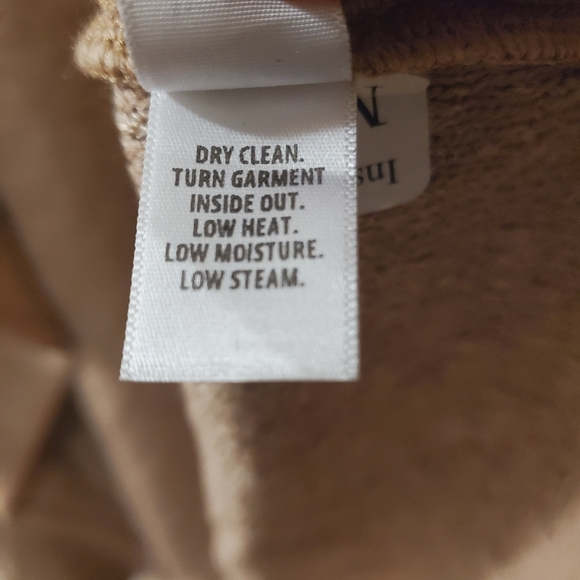 DRY CLEAN.
TURN GARMENT
INSIDE OUT.
LOW HEAT.
LOW MOISTURE.
LOW STEAM.